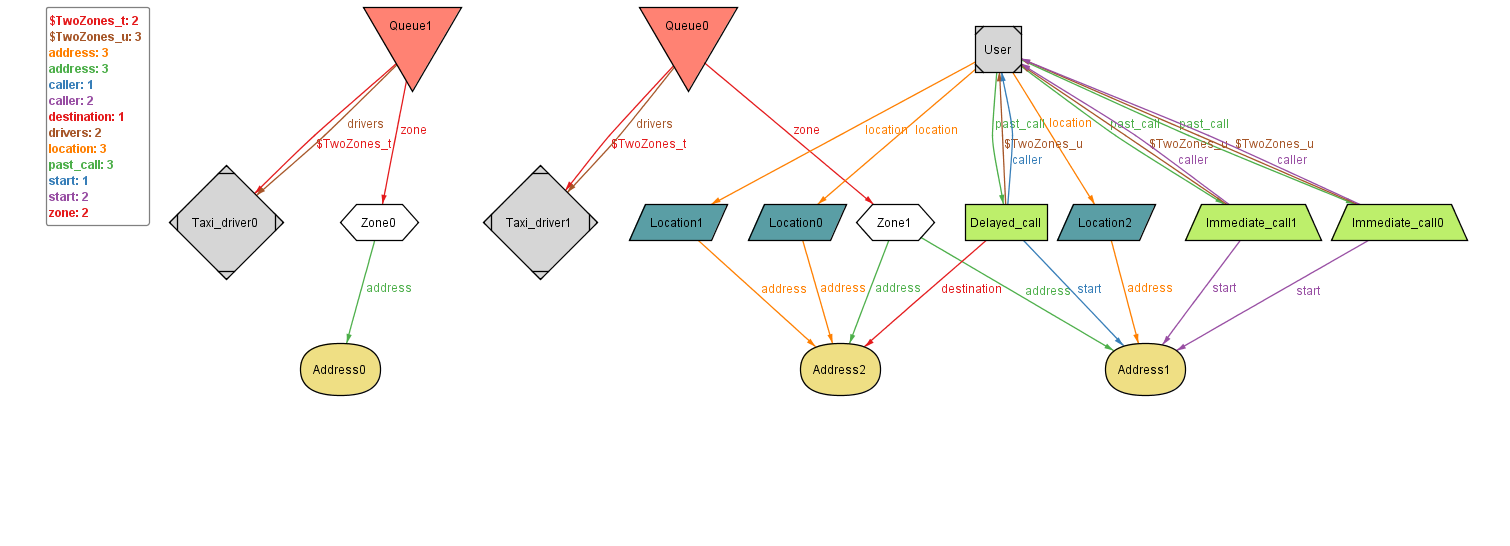 $TwoZones_t: 2
$TwoZones_u: 3
address: 3
address: 3
caller: 1
caller: 2
destination: 1
drivers: 2
location: 3
past_call: 3
start: 1
start: 2
zone: 2
Queue1
Queue0
User
drivers
zone
$TwoZones_t
drivers
$TwoZones_t
zone
location
location
past_call
location
past_call
past_call
$TwoZones_u
$TwoZones_u
$TwoZones_u
caller
caller
caller
Taxi_driver0
Zone0
Taxi_driver1
Location1
Location0
Zone1
Delayed_call
Location2
Immediate_call1
Immediate_call0
address
address
address
address
destination
address
start
address
start
start
Address0
Address2
Address1